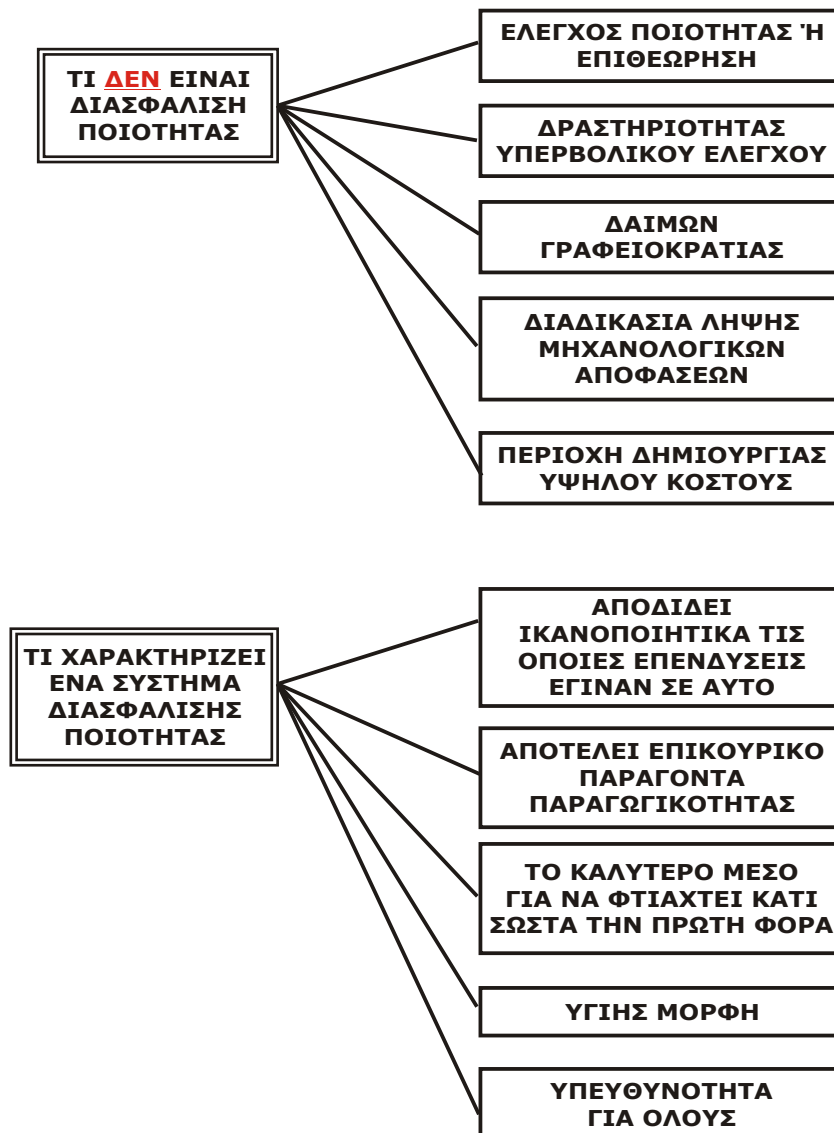 ΤΙ ΔΕΝ ΕΙΝΑΙ
ΔΙΑΣΦΑΛΙΣΗ
ΠΟΙΟΤΗΤΑΣ
ΕΛΕΓΧΟΣ ΠΟΙΟΤΗΤΑΣ Ή
ΕΠΙΘΕΩΡΗΣΗ
ΔΡΑΣΤΗΡΙΟΤΗΤΑΣ
ΥΠΕΡΒΟΛΙΚΟΥ ΕΛΕΓΧΟΥ
ΔΑΙΜΩΝ
ΓΡΑΦΕΙΟΚΡΑΤΙΑΣ
ΔΙΑΔΙΚΑΣΙΑ ΛΗΨΗΣ
ΜΗΧΑΝΟΛΟΓΙΚΩΝ
ΑΠΟΦΑΣΕΩΝ
ΠΕΡΙΟΧΗ ΔΗΜΙΟΥΡΓΙΑΣ
ΥΨΗΛΟΥ ΚΟΣΤΟΥΣ
ΤΙ ΧΑΡΑΚΤΗΡΙΖΕΙ
ΕΝΑ ΣΥΣΤΗΜΑ
ΔΙΑΣΦΑΛΙΣΗΣ
ΠΟΙΟΤΗΤΑΣ
ΑΠΟΔΙΔΕΙ
ΙΚΑΝΟΠΟΙΗΤΙΚΑ ΤΙΣ
ΟΠΟΙΕΣ ΕΠΕΝΔΥΣΕΙΣ
ΕΓΙΝΑΝ ΣΕ ΑΥΤΟ
ΑΠΟΤΕΛΕΙ ΕΠΙΚΟΥΡΙΚΟ
ΠΑΡΑΓΟΝΤΑ
ΠΑΡΑΓΩΓΙΚΟΤΗΤΑΣ
ΤΟ ΚΑΛΥΤΕΡΟ ΜΕΣΟ
ΓΙΑ ΝΑ ΦΤΙΑΧΤΕΙ ΚΑΤΙ
ΣΩΣΤΑ ΤΗΝ ΠΡΩΤΗ ΦΟΡΑ
ΥΓΙΗΣ ΜΟΡΦΗ
ΥΠΕΥΘΥΝΟΤΗΤΑ
ΓΙΑ ΟΛΟΥΣ